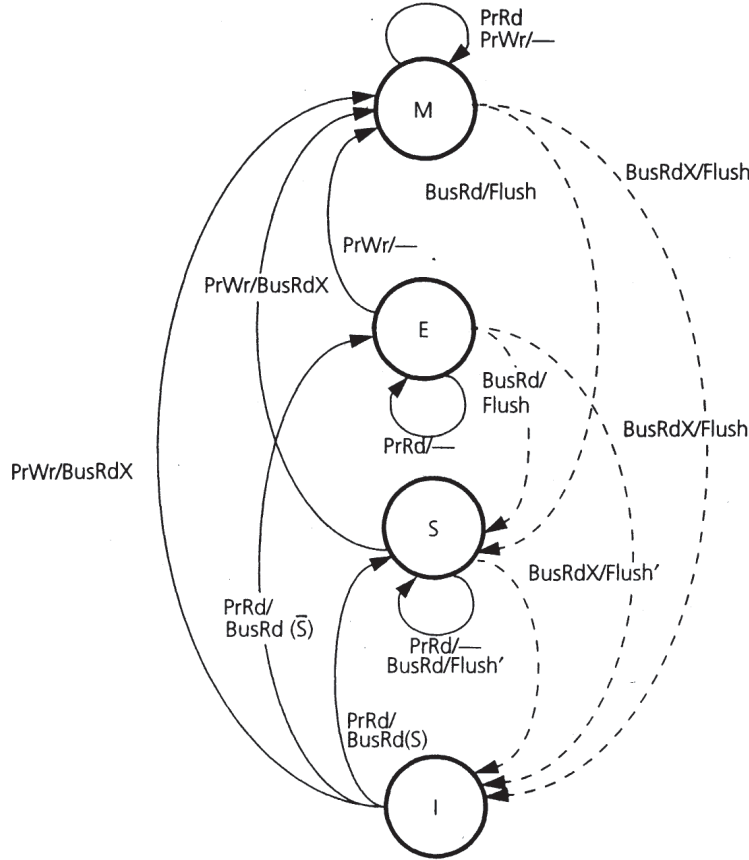 PrRd
PrWr/—
M
BusRdX/Flush
BusRd/Flush
PrWr/—
PrWr/BusRdX
E
BusRd/
Flush
BusRdX/Flush
PrRd/—
PrWr/BusRdX
S
BusRdX/Flush′
PrRd/
BusRd (S̅)
PrRd/—
BusRd/Flush′
PrRd/
BusRd(S)
I